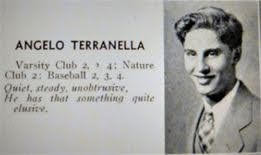 ANGELO TERRANELLA
Varsity Club 2, 3, 4; Nature
Club 2; Baseball 2, 3, 4.
Quiet, steady, unobtrusive,
He has that something quite
elusive.